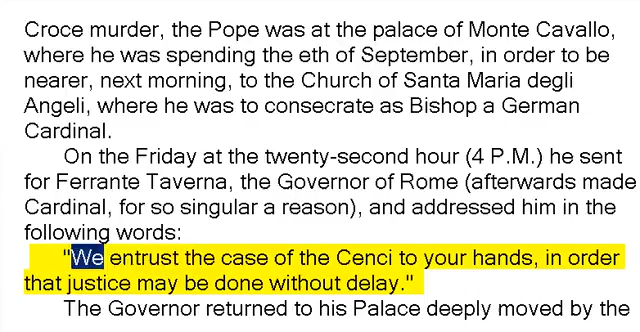 Croce murder, the Pope was at the palace of Monte Cavallo,
where he was spending the eth of September, in order to be
nearer, next morning, to the Church of Santa Maria degli
Angeli, where he was to consecrate as Bishop a German
Cardinal.
On the Friday at the twenty-second hour (4 P.M.) he sent
for Ferrante Taverna, the Governor of Rome (afterwards made
Cardinal, for so singular a reason), and addressed him in the
following words:
"We entrust the case of the Cenci to your hands, in order
that justice may be done without delay."
The Governor returned to his Palace deeply moved by the